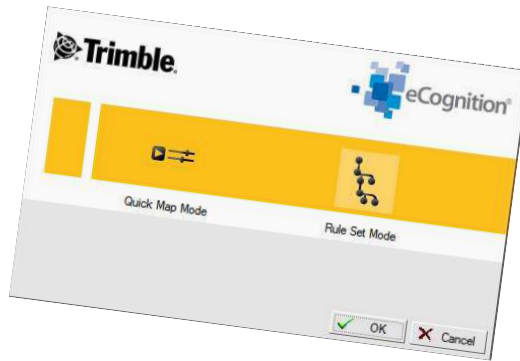 Trimble.
eCognition®
Quick Map Mode
Rule Set Mode
OK
Cancel